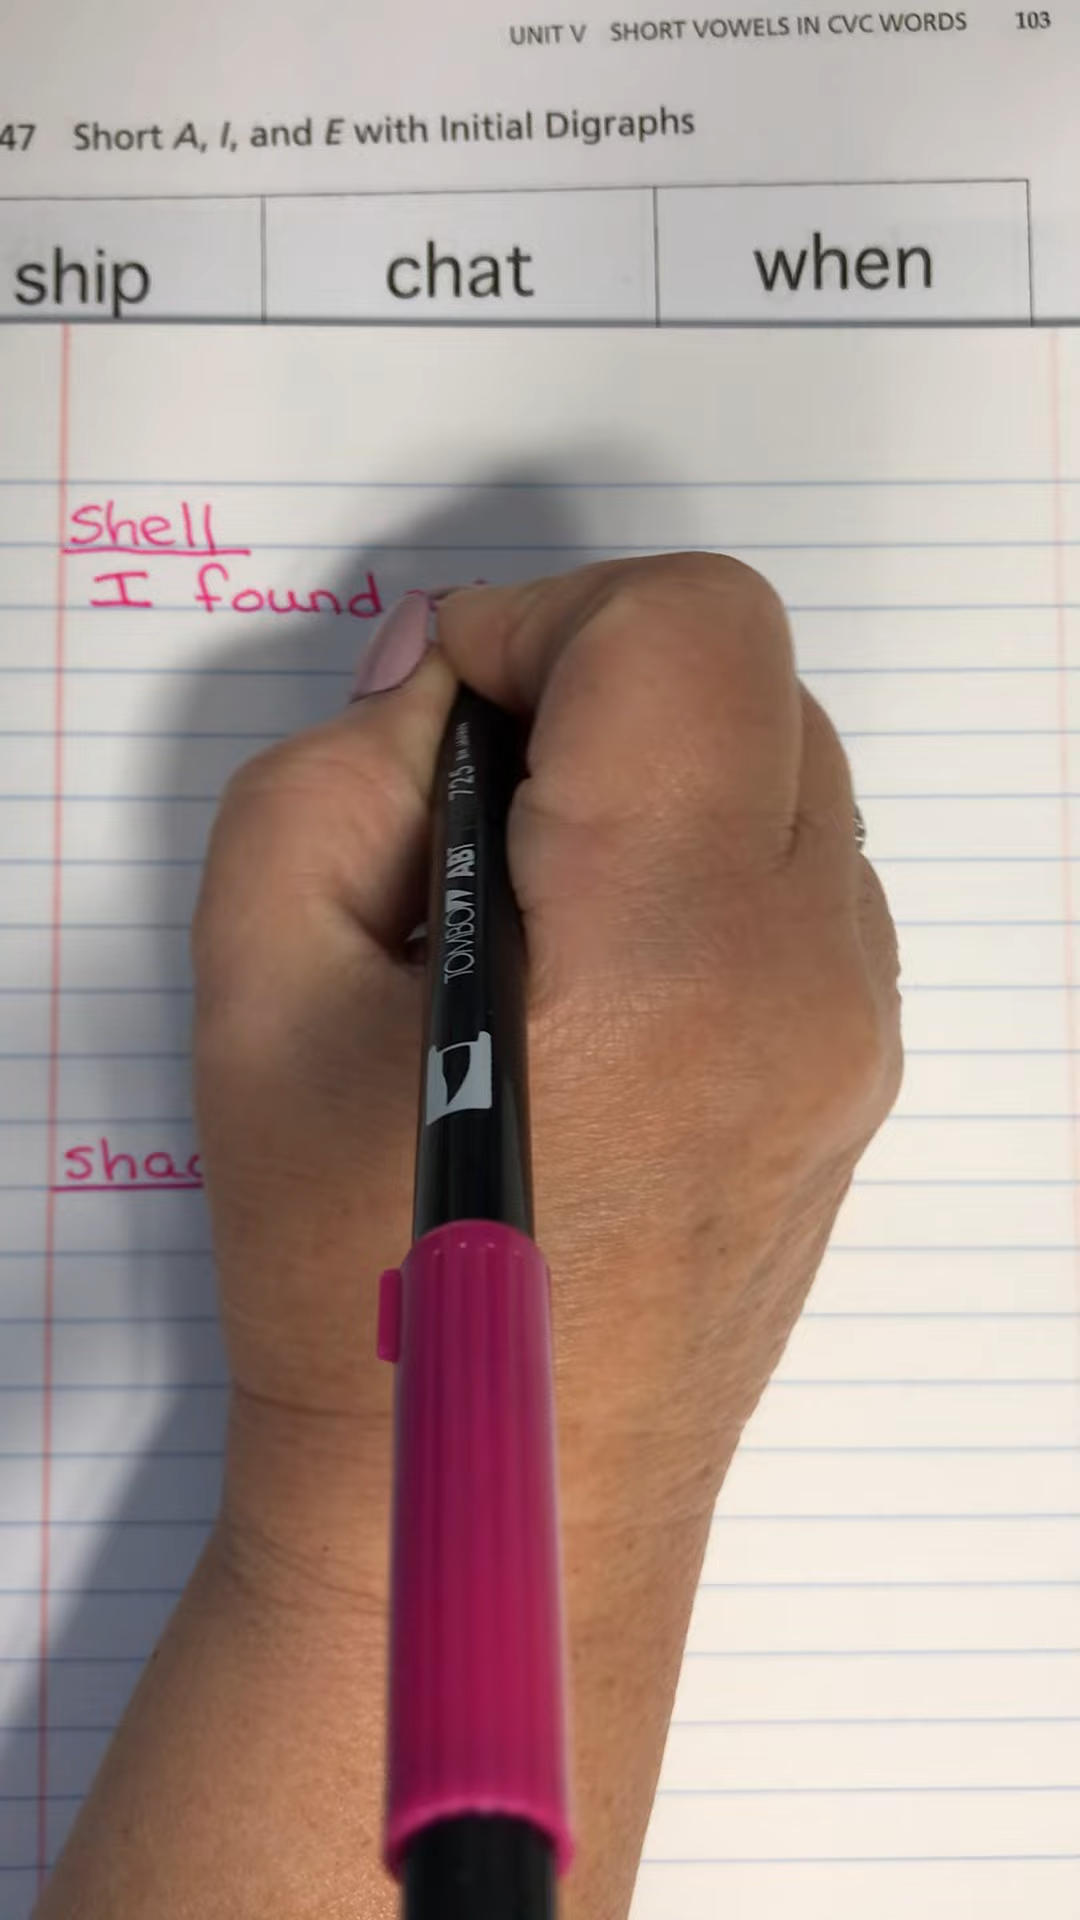 UNIT V SHORT VOWELS IN CVC WORDS 103
47 Short A, I, and E with Initial Digraphs
ship chat when
Shell
I found
TOMBOW ABT 725